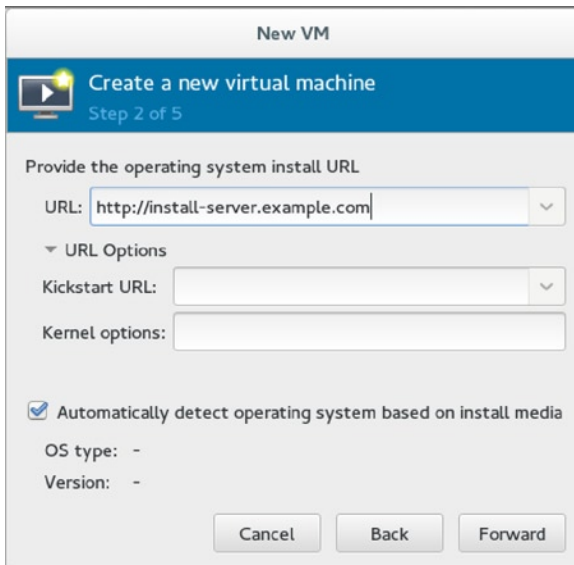 New VM
Create a new virtual machine
Step 2 of 5
Provide the operating system install URL
URL: http://install-server.example.com
URL Options
Kickstart URL:
Kernel options:
Automatically detect operating system based on install media
OS type: -
Version: -
Cancel Back Forward